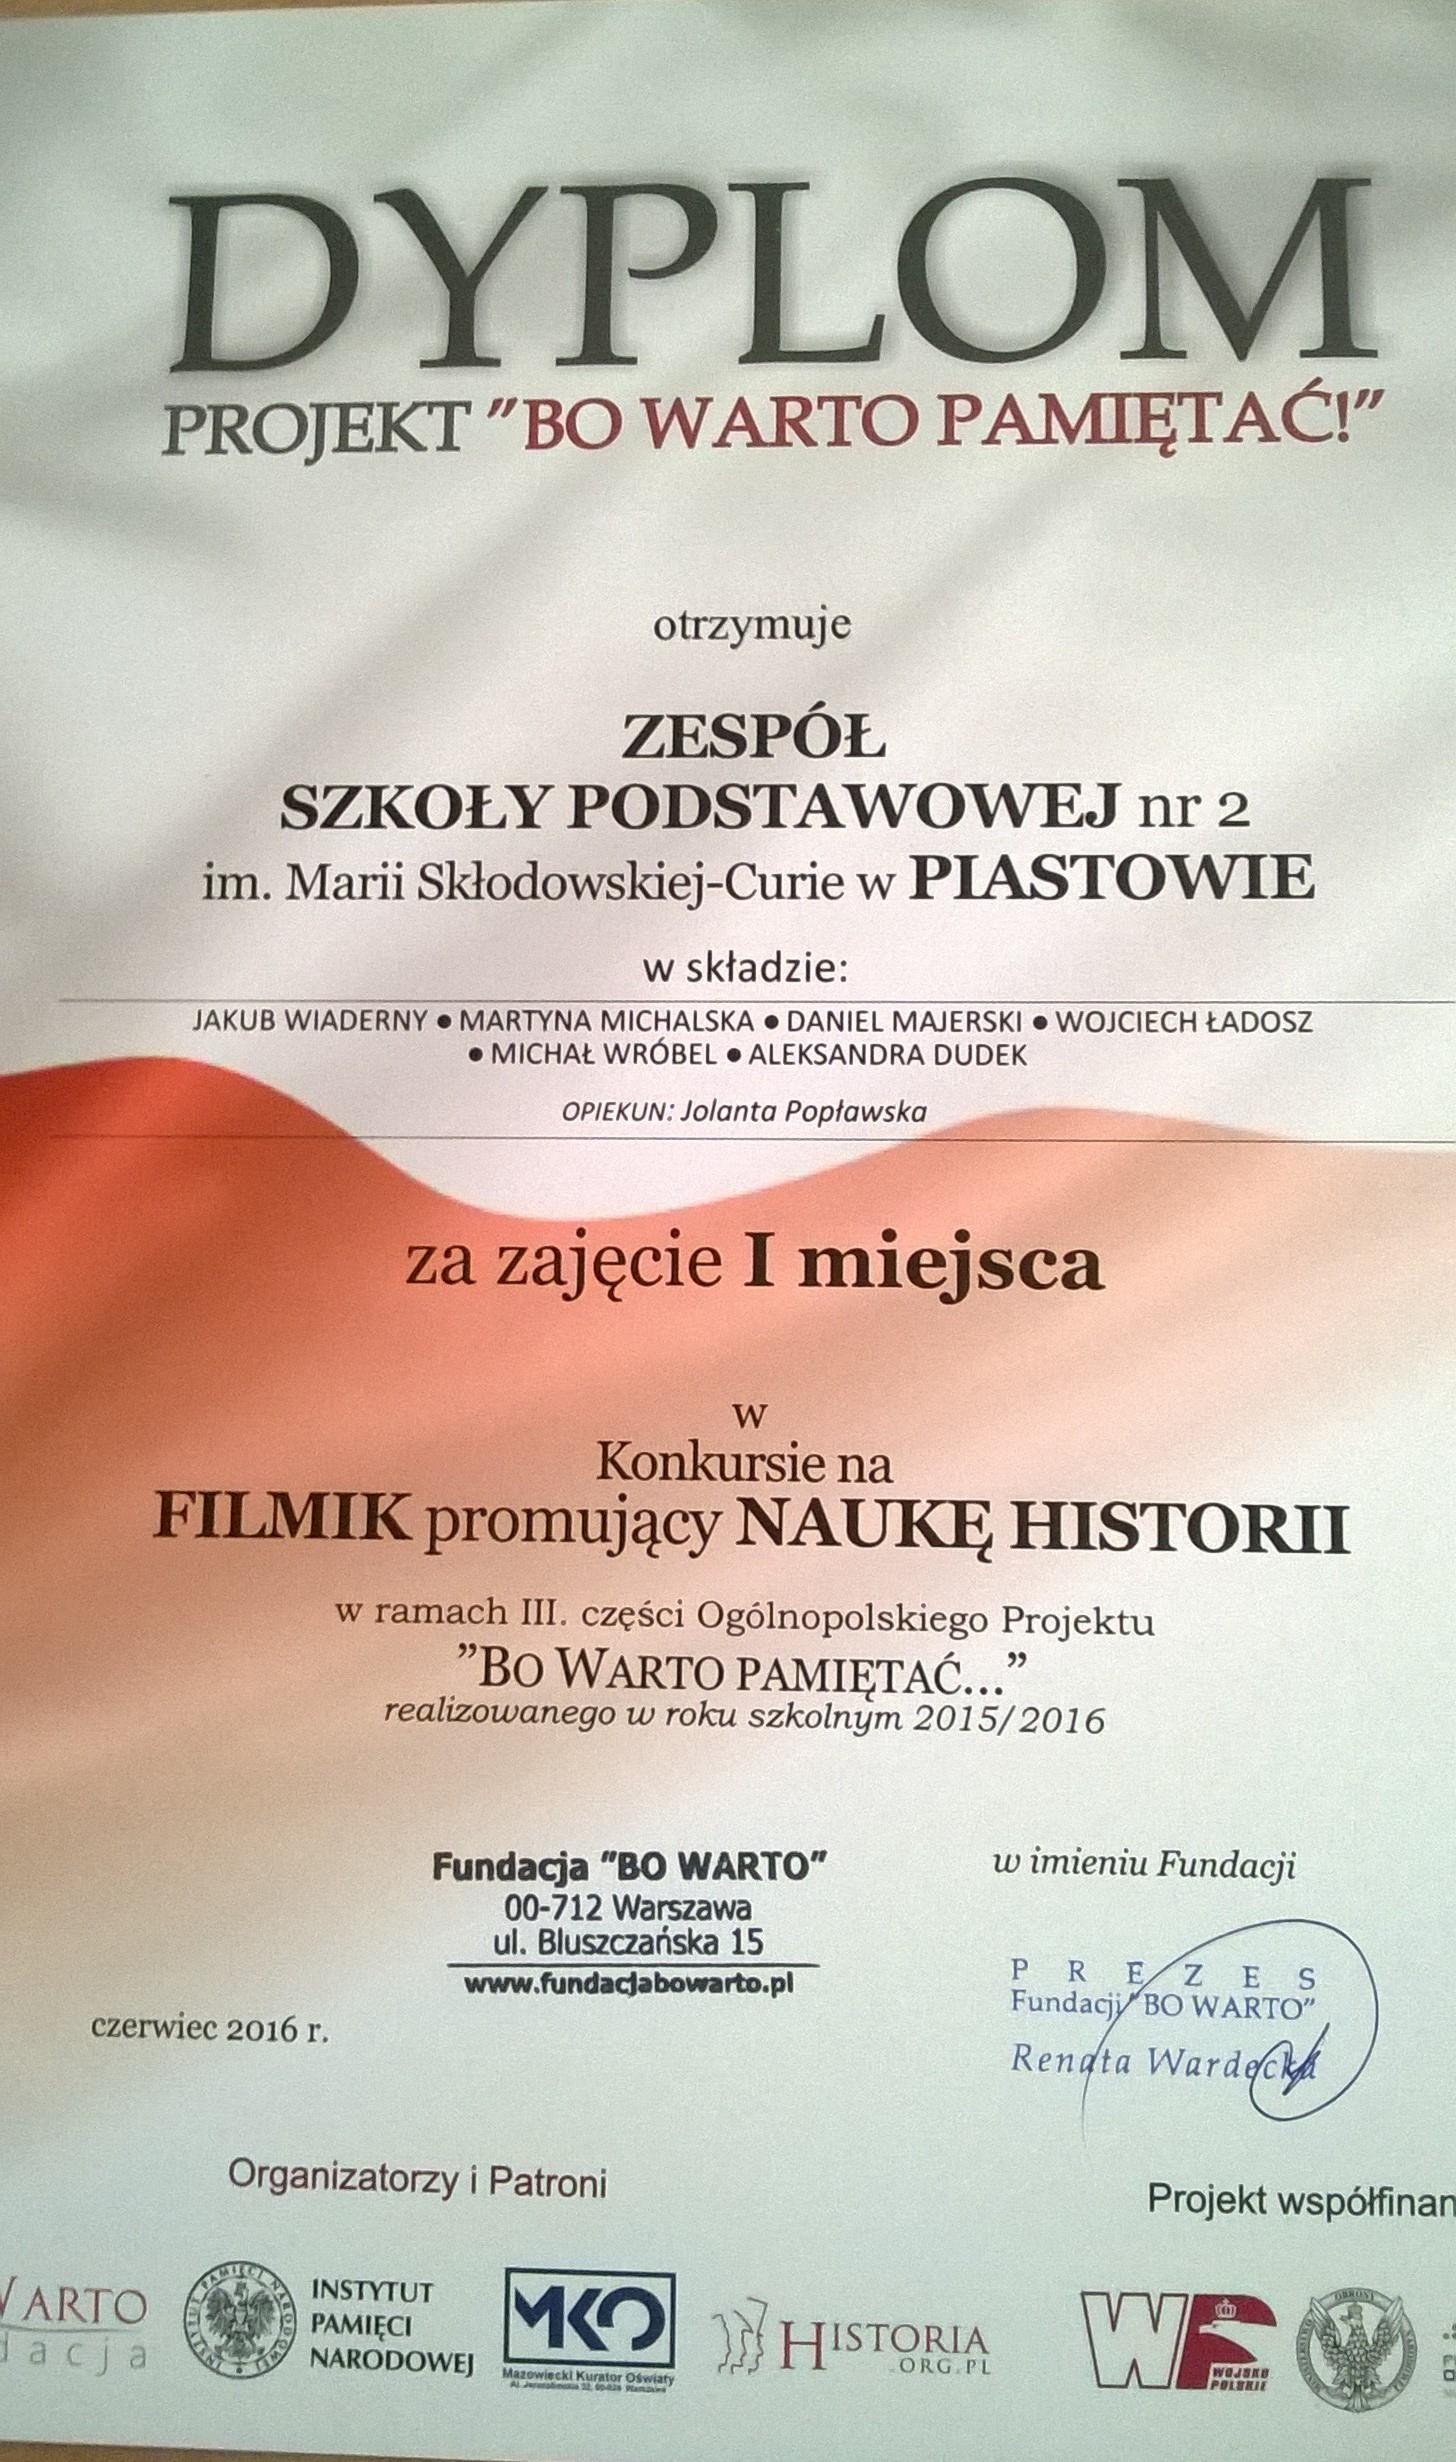 DYPLOM
PROJEKT "BO WARTO PAMIĘTAĆ!"
otrzymuje
ZESPÓŁ
SZKOŁY PODSTAWOWEJ nr 2
im. Marii Skłodowskiej-Curie w PIASTOWIE
w składzie:
JAKUB WIADERNY ● MARTYNA MICHALSKA ● DANIEL MAJERSKI ● WOJCIECH ŁADOSZ
● MICHAŁ WRÓBEL ● ALEKSANDRA DUDEK
OPIEKUN: Jolanta Popławska
za zajęcie I miejsca
w
Konkursie na
FILMIK promujący NAUKĘ HISTORII
w ramach III. części Ogólnopolskiego Projektu
"BO WARTO PAMIĘTAĆ..."
realizowanego w roku szkolnym 2015/2016
Fundacja "BO WARTO"
00-712 Warszawa
ul. Bluszczańska 15
www.fundacjabowarto.pl
w imieniu Fundacji
PREZES
Fundacji "BO WARTO"
Renata Wardecka
czerwiec 2016 r.
Organizatorzy i Patroni
Projekt współfinan
WARTO
dacja
INSTYTUT
PAMIĘCI
NARODOWEJ
MKO
Mazowiecki Kurator Oświaty
HISTORIA
.ORG.PL
WP
WOJSKO
POLSKIE